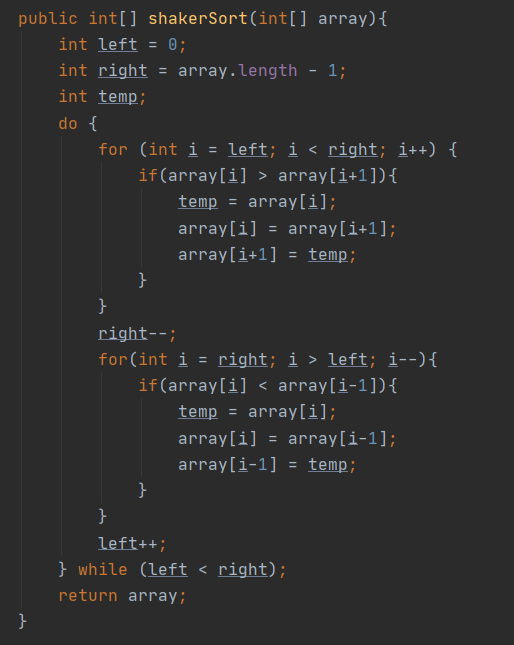 public int[] shakerSort(int[] array){
    int left = 0;
    int right = array.length - 1;
    int temp;
    do {
        for (int i = left; i < right; i++) {
            if(array[i] > array[i+1]){
                temp = array[i];
                array[i] = array[i+1];
                array[i+1] = temp;
            }
        }
        right--;
        for(int i = right; i > left; i--){
            if(array[i] < array[i-1]){
                temp = array[i];
                array[i] = array[i-1];
                array[i-1] = temp;
            }
        }
        left++;
    } while (left < right);
    return array;
}